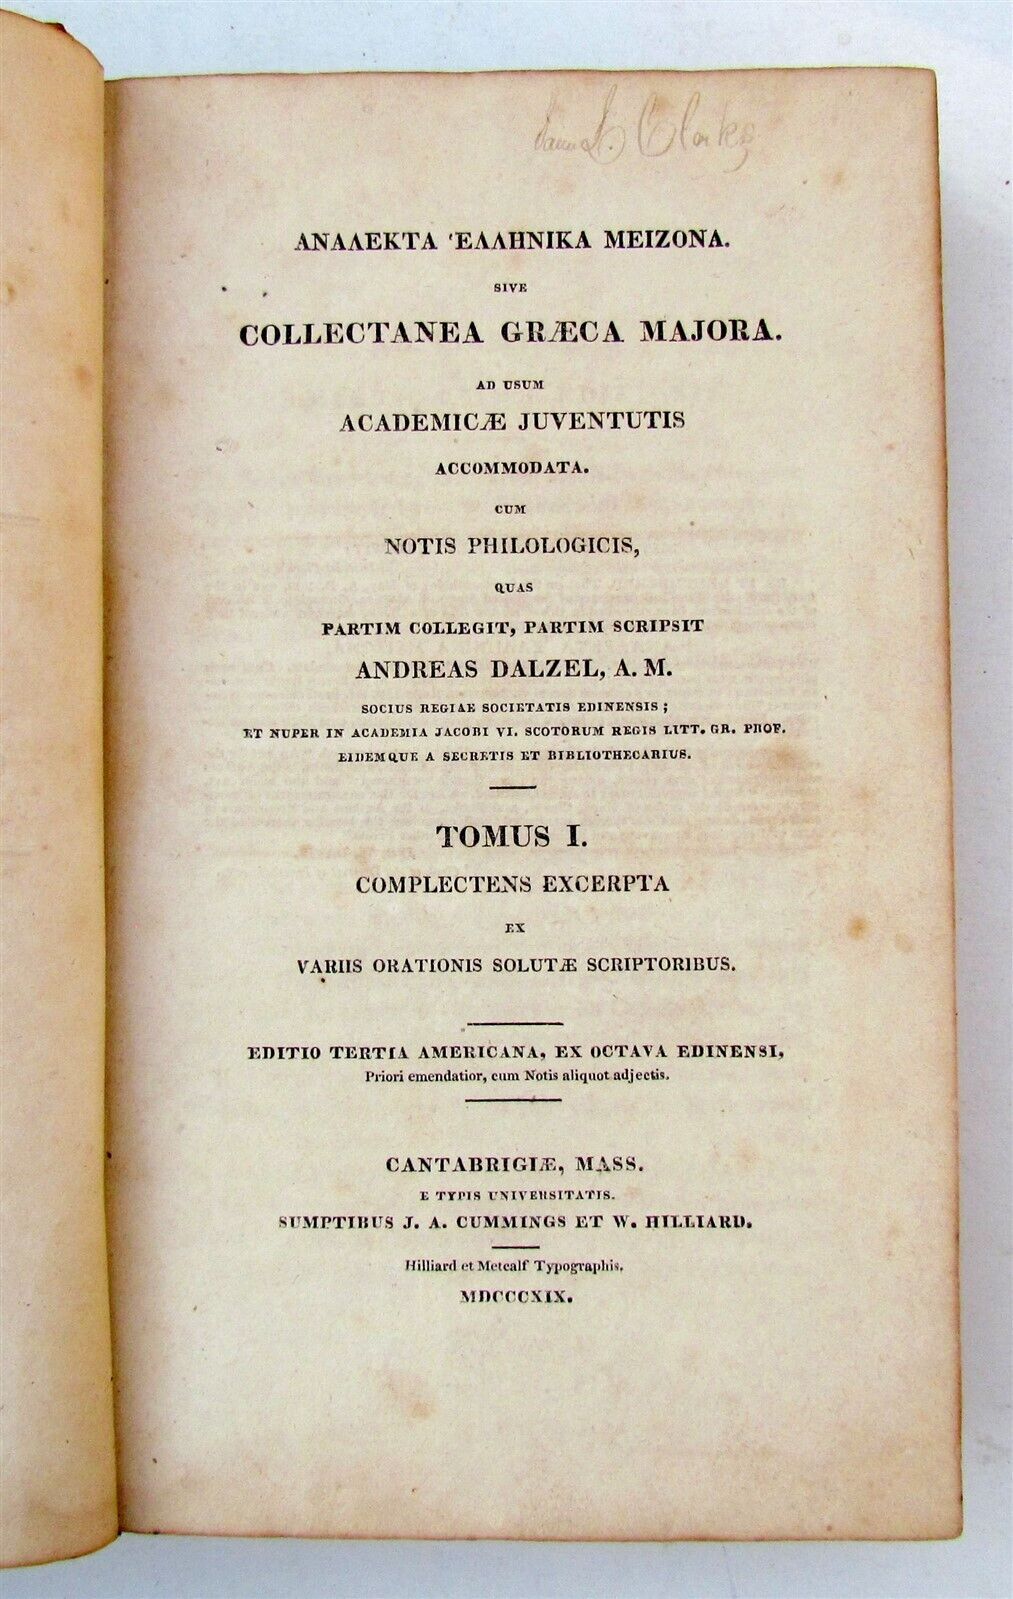 L. Clarke
ΑΝΑΛΕΚΤΑ ῾ΕΛΛΗΝΙΚΑ ΜΕΙΖΟΝΑ.
SIVE
COLLECTANEA GRÆCA MAJORA.
AD USUM
ACADEMICÆ JUVENTUTIS
ACCOMMODATA.
CUM
NOTIS PHILOLOGICIS,
QUAS
PARTIM COLLEGIT, PARTIM SCRIPSIT
ANDREAS DALZEL, A. M.
SOCIUS REGIAE SOCIETATIS EDINENSIS;
ET NUPER IN ACADEMIA JACOBI VI. SCOTORUM REGIS LITT. GR. PROF.
EIDEMQUE A SECRETIS ET BIBLIOTHECARIUS.
TOMUS I.
COMPLECTENS EXCERPTA
EX
VARIIS ORATIONIS SOLUTÆ SCRIPTORIBUS.
EDITIO TERTIA AMERICANA, EX OCTAVA EDINENSI,
Priori emendatior, cum Notis aliquot adjectis.
CANTABRIGIÆ, MASS.
E TYPIS UNIVERSITATIS.
SUMPTIBUS J. A. CUMMINGS ET W. HILLIARD.
Hilliard et Metcalf Typographis.
MDCCCXIX.